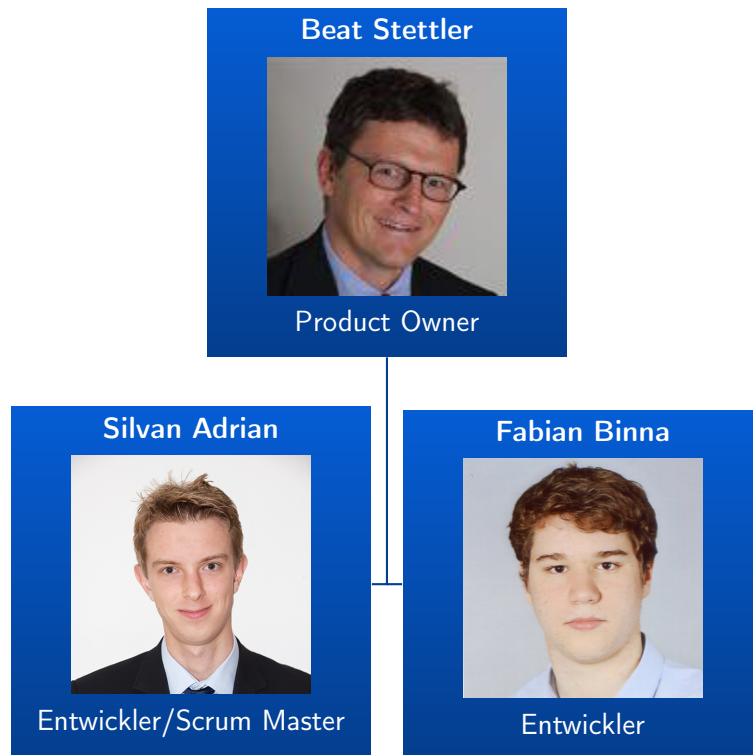 Beat Stettler
Product Owner
Silvan Adrian
Entwickler/Scrum Master
Fabian Binna
Entwickler